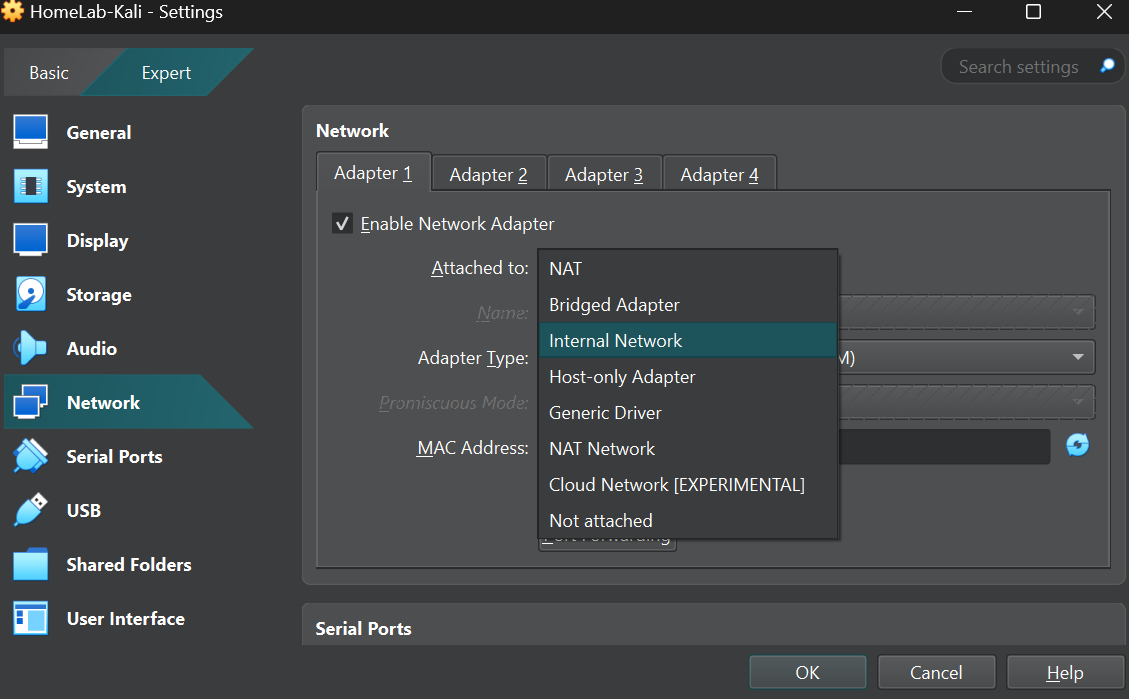 HomeLab-Kali - Settings
Basic
Expert
Search settings
General
System
Display
Storage
Audio
Network
Serial Ports
USB
Shared Folders
User Interface
Network
Adapter 1
Adapter 2
Adapter 3
Adapter 4
Enable Network Adapter
Attached to:
NAT
Bridged Adapter
Internal Network
Host-only Adapter
Generic Driver
NAT Network
Cloud Network [EXPERIMENTAL]
Not attached
Name:
Adapter Type:
M)
Promiscuous Mode:
MAC Address:
Port Forwarding
Serial Ports
OK
Cancel
Help